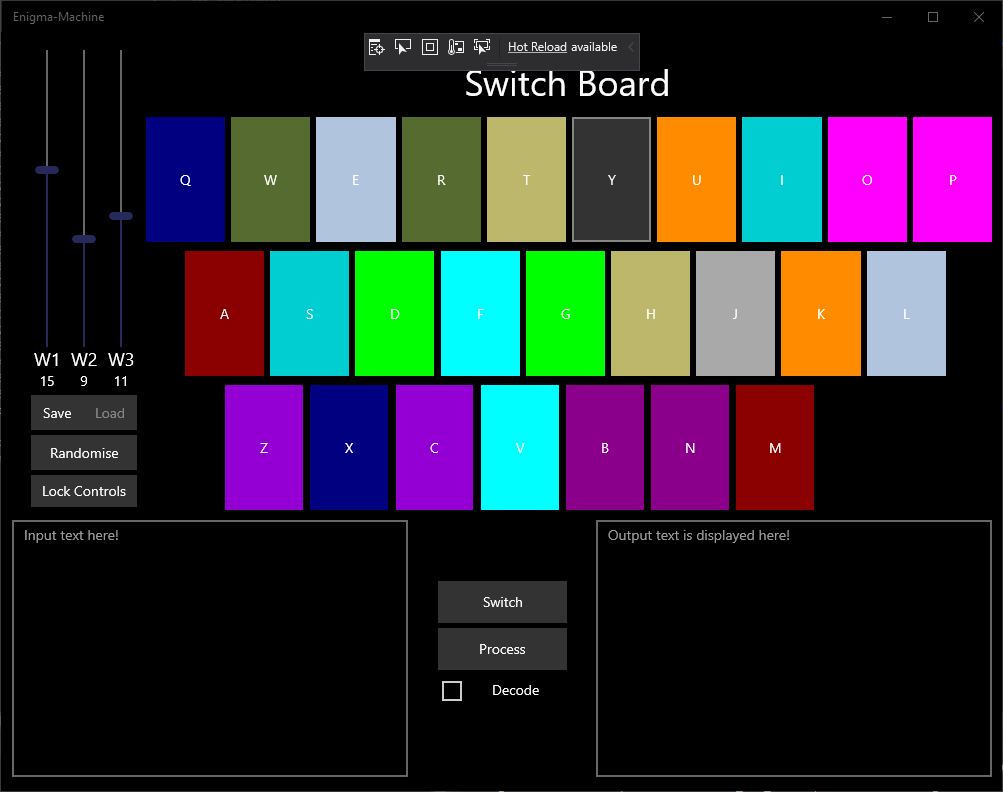 Enigma-Machine
Hot Reload available
Switch Board
Q W E R T Y U I O P
A S D F G H J K L
Z X C V B N M
W1 W2 W3
15 9 11
Save Load
Randomise
Lock Controls
Input text here!
Switch
Process
Decode
Output text is displayed here!